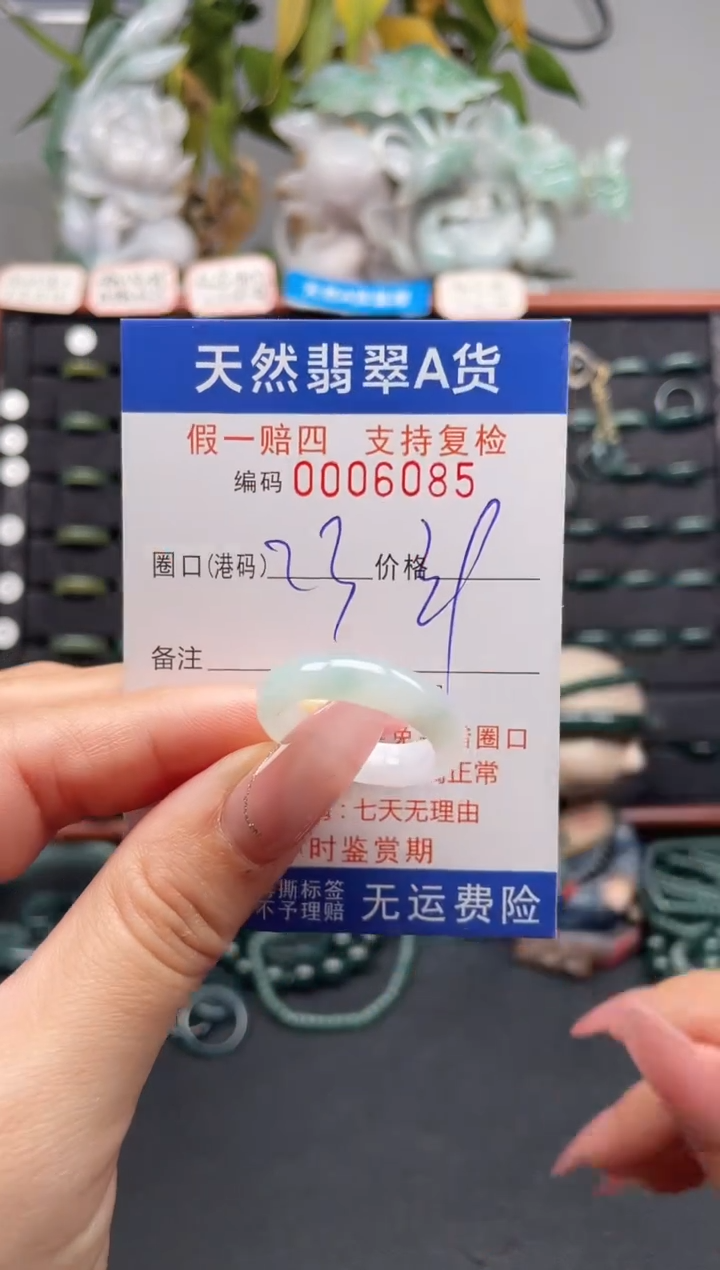 天然翡翠A货
假一赔四 支持复检
编码 0006085
圈口(港码) 23 价格
备注
圈口
正常
:七天无理由
时鉴赏期
撕标签
不予理赔
无运费险